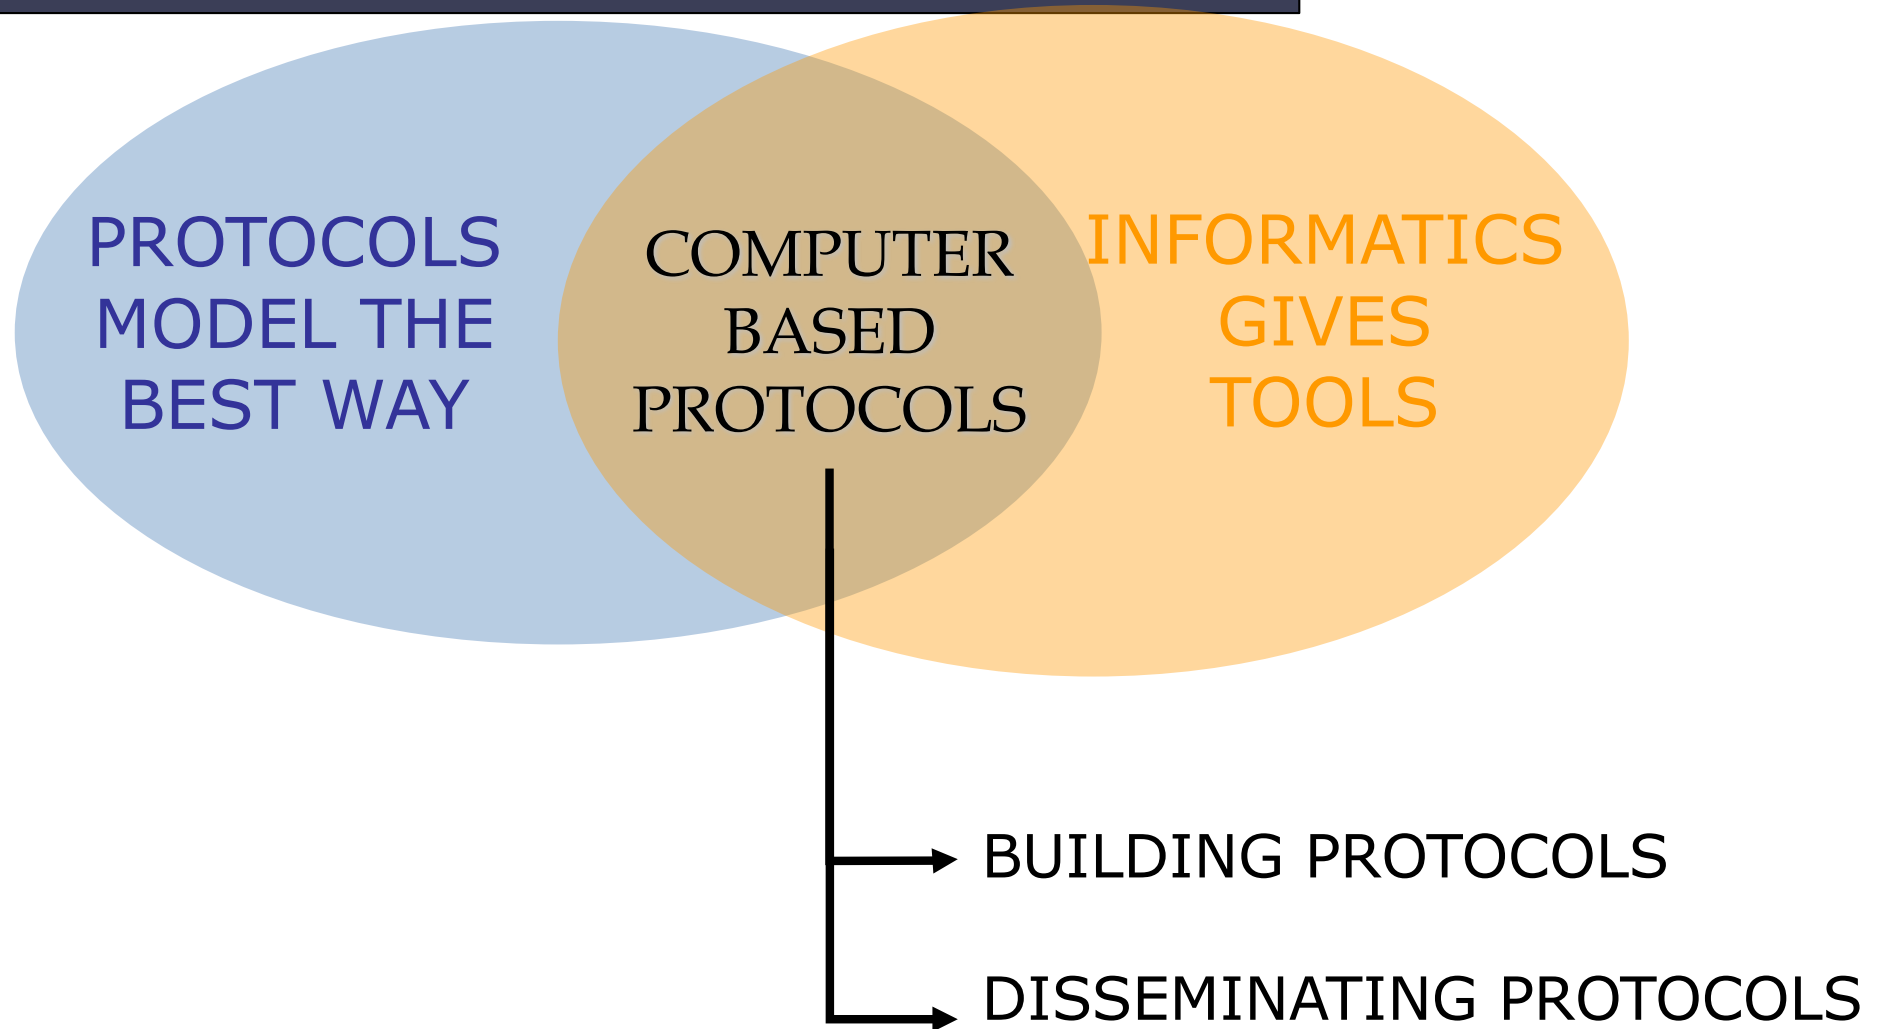 PROTOCOLS
MODEL THE
BEST WAY
COMPUTER
BASED
PROTOCOLS
INFORMATICS
GIVES
TOOLS
BUILDING PROTOCOLS
DISSEMINATING PROTOCOLS